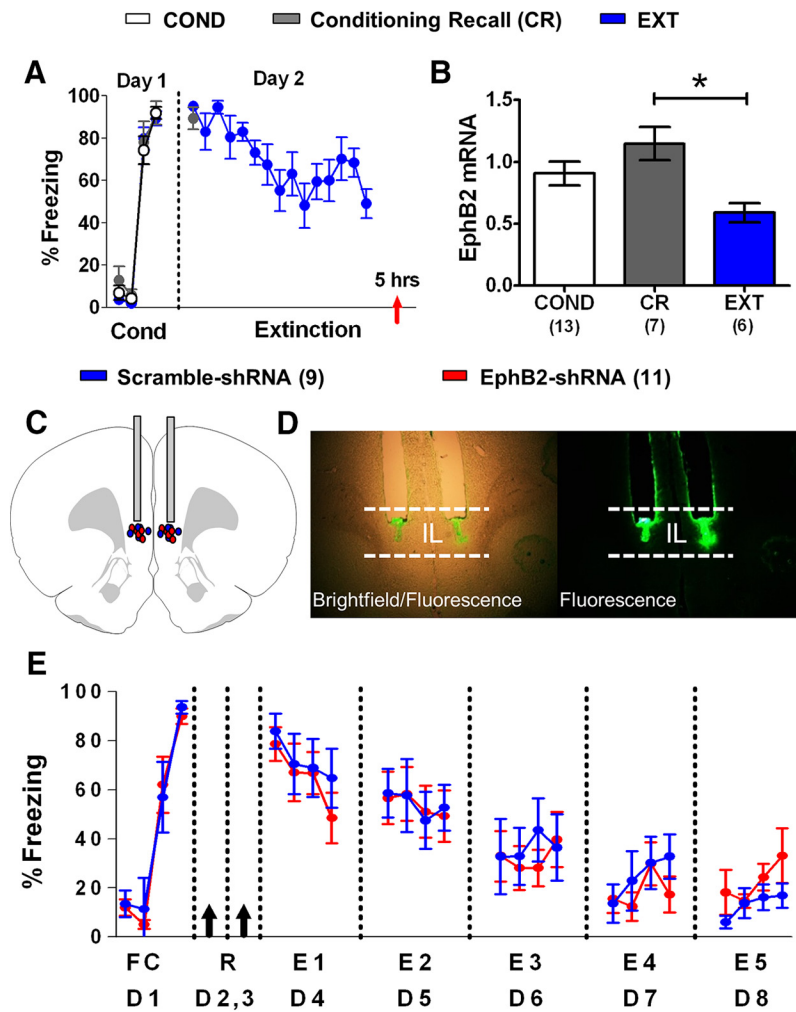 COND Conditioning Recall (CR) EXT
A
Day 1 Day 2
% Freezing
100
80
60
40
20
0
5 hrs
Cond Extinction
B
*
EphB2 mRNA
1.5
1.0
0.5
0.0
COND CR EXT
(13) (7) (6)
Scramble-shRNA (9) EphB2-shRNA (11)
C
D
IL IL
Brightfield/Fluorescence Fluorescence
E
% Freezing
100
80
60
40
20
0
FC R E1 E2 E3 E4 E5
D1 D2,3 D4 D5 D6 D7 D8